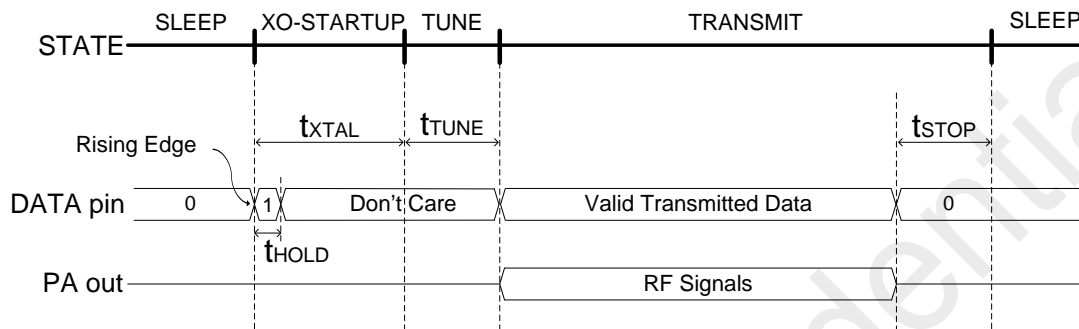 SLEEP XO-STARTUP TUNE TRANSMIT SLEEP
STATE
tXTAL tTUNE tSTOP
Rising Edge
DATA pin 0 1 Don't Care Valid Transmitted Data 0
tHOLD
PA out RF Signals